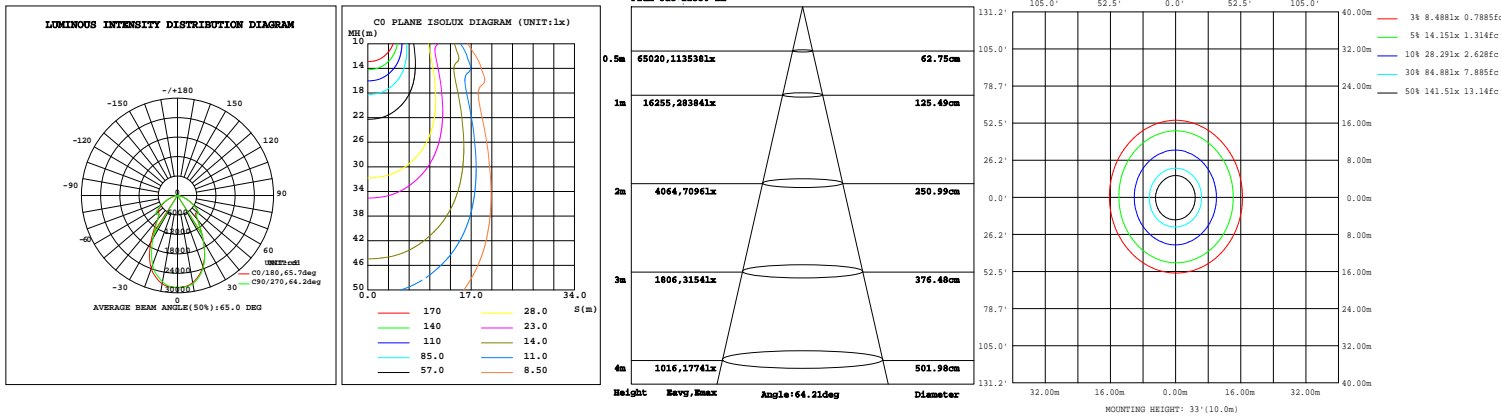 LUMINOUS INTENSITY DISTRIBUTION DIAGRAM
-/+180
-150
150
-120
120
-90
90
-60
60
-30
30
0
0
6000
12000
18000
24000
30000
C0/180,65.7deg
C90/270,64.2deg
AVERAGE BEAM ANGLE(50%):65.0 DEG
C0 PLANE ISOLUX DIAGRAM (UNIT:lx)
MH(m)
10
14
18
22
26
30
34
38
42
46
50
0.0 17.0 34.0
S(m)
170 28.0
140 23.0
110 14.0
85.0 11.0
57.0 8.50
0.5m 65020,113538lx 62.75cm
1m 16255,28384lx 125.49cm
2m 4064,7096lx 250.99cm
3m 1806,3154lx 376.48cm
4m 1016,1774lx 501.98cm
Height Eavg,Emax Angle:64.21deg Diameter
105.0' 52.5' 0.0' 52.5' 105.0'
131.2' 40.00m
105.0' 32.00m
78.7' 24.00m
52.5' 16.00m
26.2' 8.00m
0.0' 0.00m
26.2' 8.00m
52.5' 16.00m
78.7' 24.00m
105.0' 32.00m
131.2' 40.00m
32.00m 16.00m 0.00m 16.00m 32.00m
MOUNTING HEIGHT: 33'(10.0m)
3% 8.488lx 0.7885fc
5% 14.15lx 1.314fc
10% 28.29lx 2.628fc
30% 84.88lx 7.885fc
50% 141.5lx 13.14fc